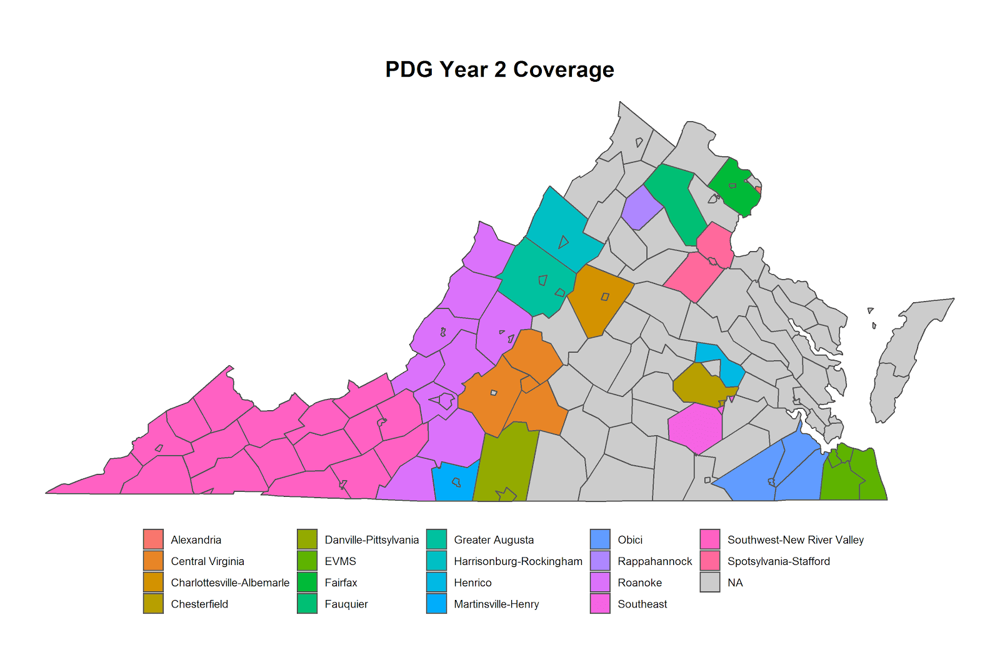 PDG Year 2 Coverage
Alexandria
Central Virginia
Charlottesville-Albemarle
Chesterfield
Danville-Pittsylvania
EVMS
Fairfax
Fauquier
Greater Augusta
Harrisonburg-Rockingham
Henrico
Martinsville-Henry
Obici
Rappahannock
Roanoke
Southeast
Southwest-New River Valley
Spotsylvania-Stafford
NA